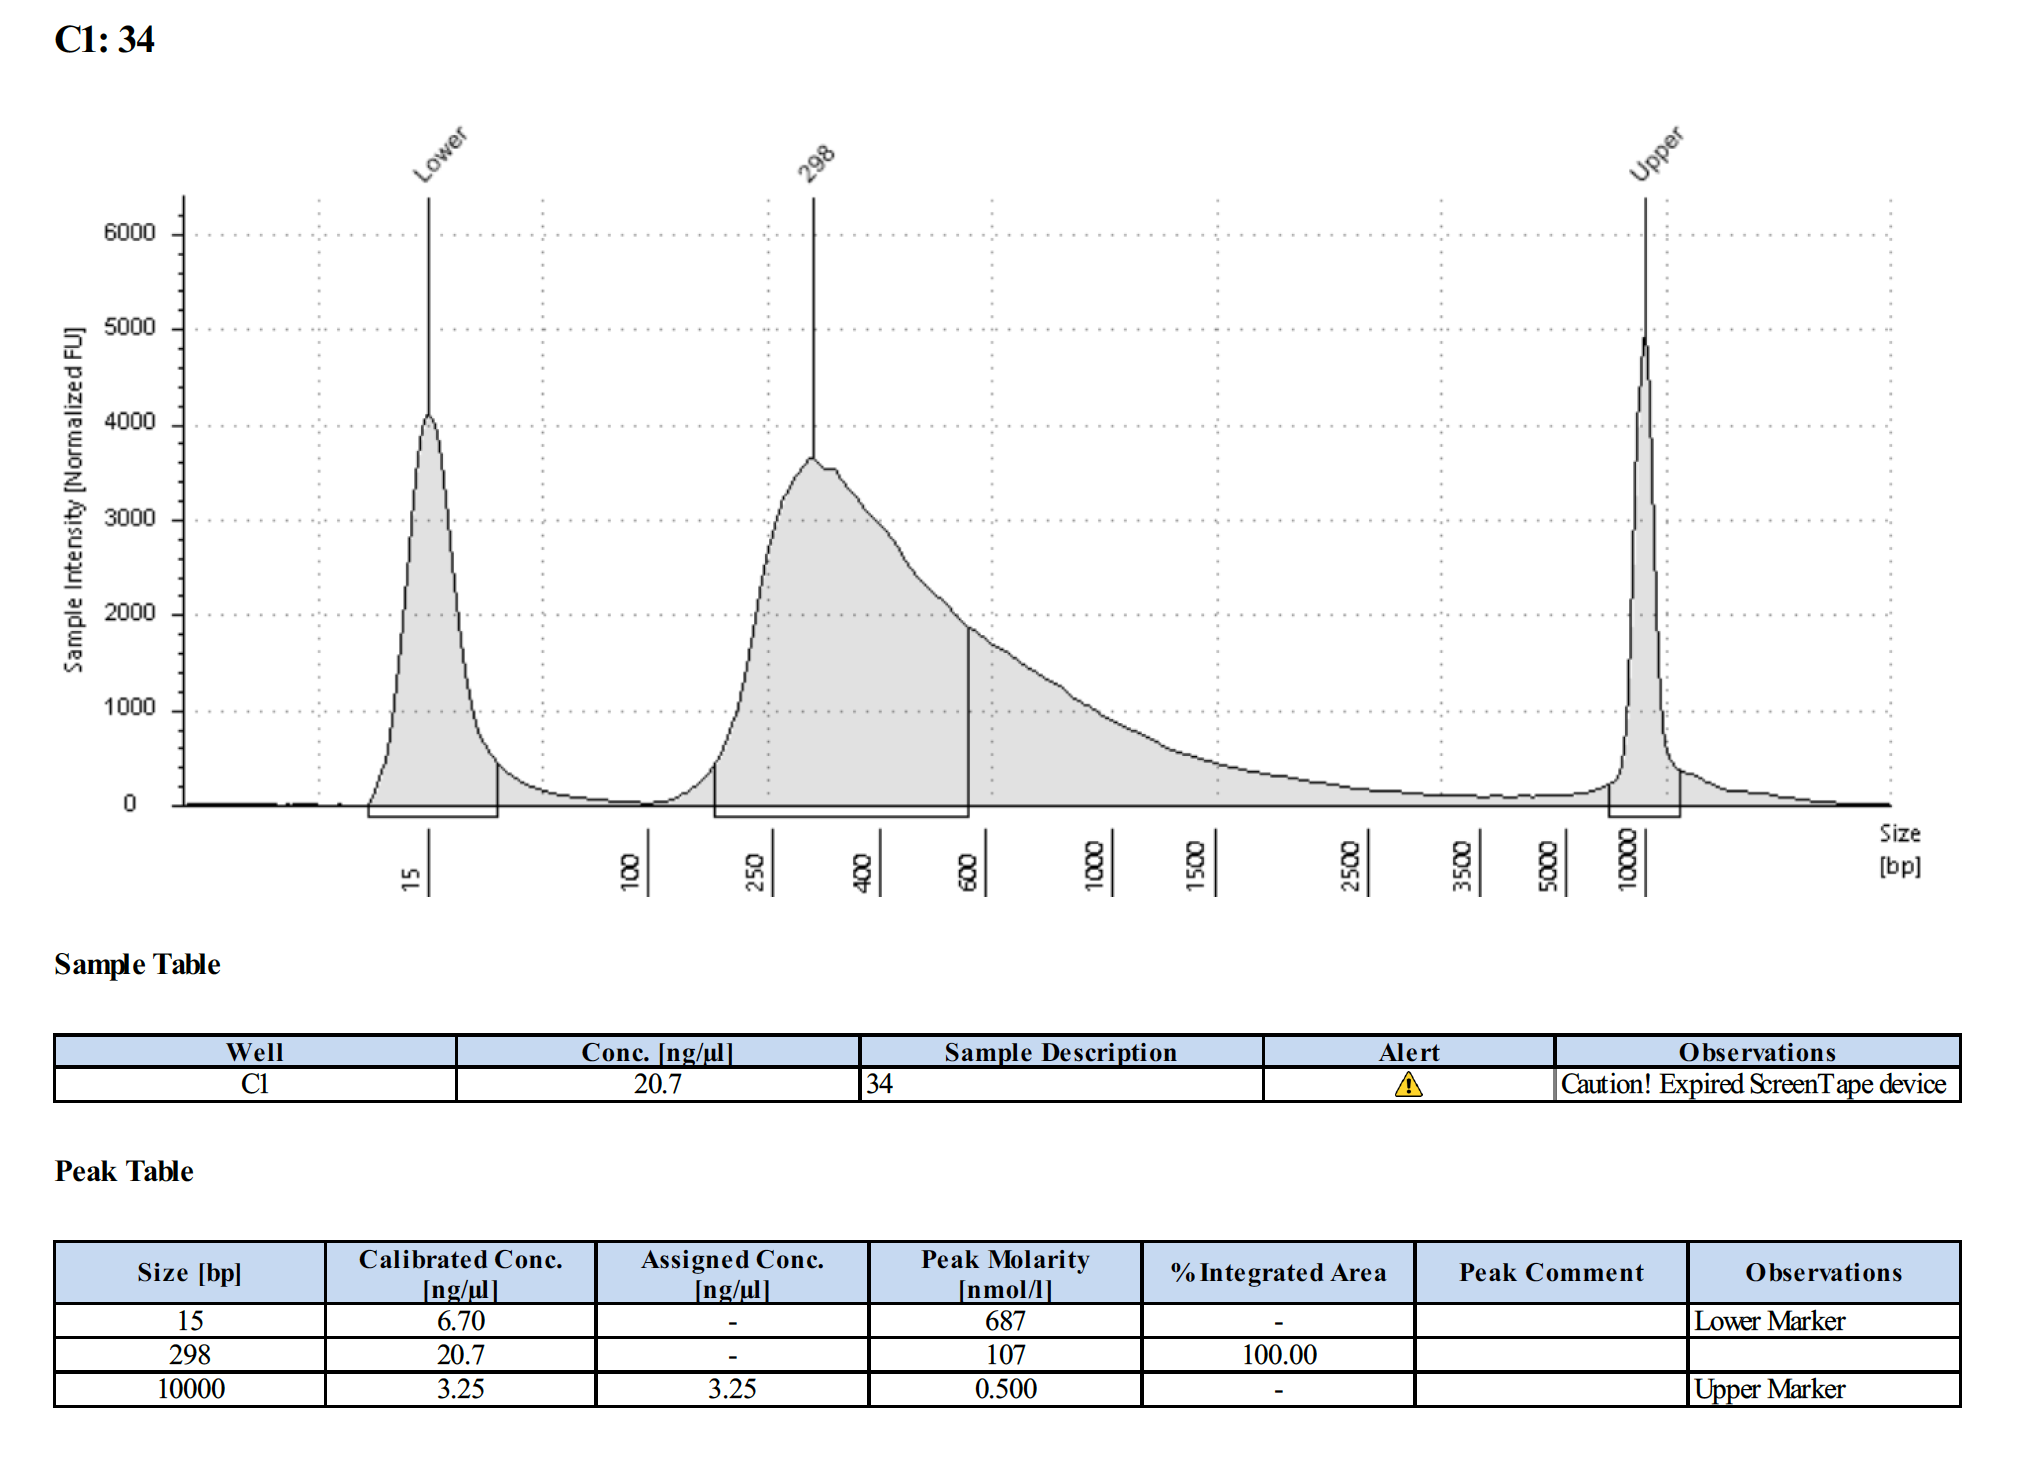 C1: 34
Lower
298
Upper
6000
5000
4000
3000
2000
1000
0
Sample Intensity [Normalized FU]
15
100
250
400
600
1000
1500
2500
3500
5000
10000
Size
[bp]
Sample Table
Well Conc. [ng/µl] Sample Description Alert Observations
C1 20.7 34 Caution! Expired ScreenTape device
Peak Table
Size [bp] Calibrated Conc. [ng/µl] Assigned Conc. [ng/µl] Peak Molarity [nmol/l] % Integrated Area Peak Comment Observations
15 6.70 - 687 - Lower Marker
298 20.7 - 107 100.00
10000 3.25 3.25 0.500 - Upper Marker